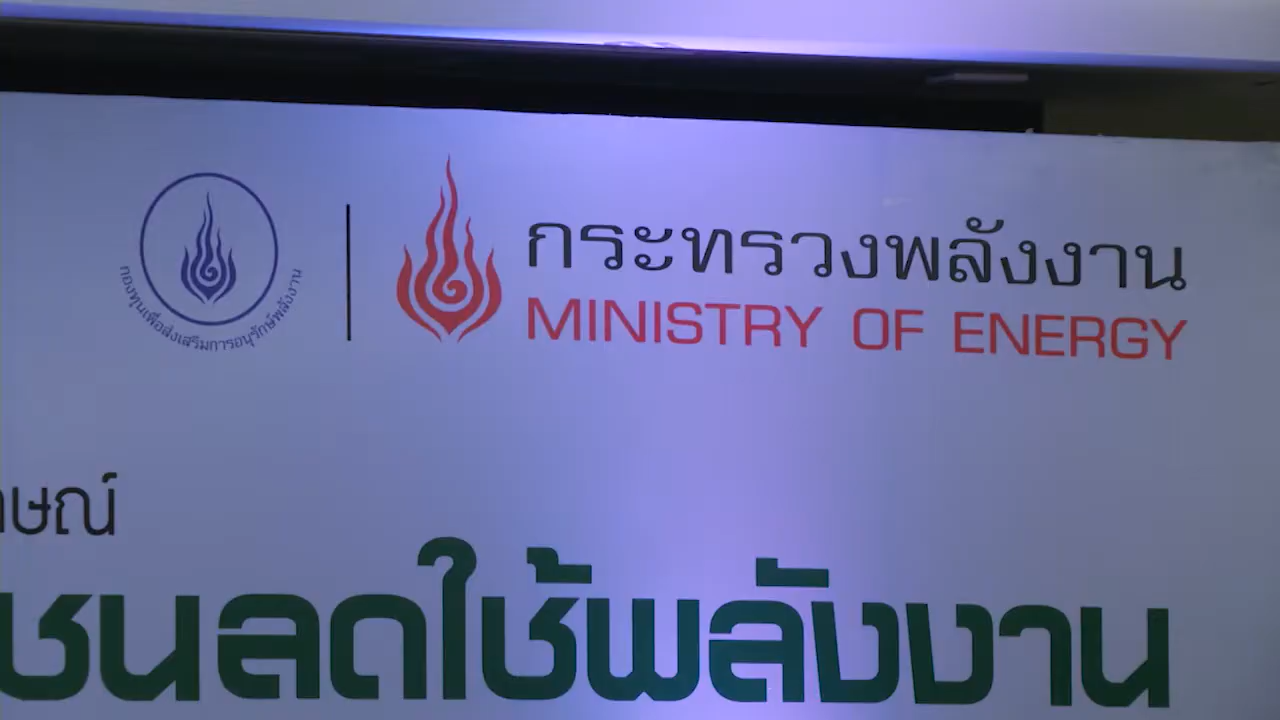 กองทุนเพื่อส่งเสริมการอนุรักษ์พลังงาน
กระทรวงพลังงาน
MINISTRY OF ENERGY
ษณ์
ชนลดใช้พลังงาน